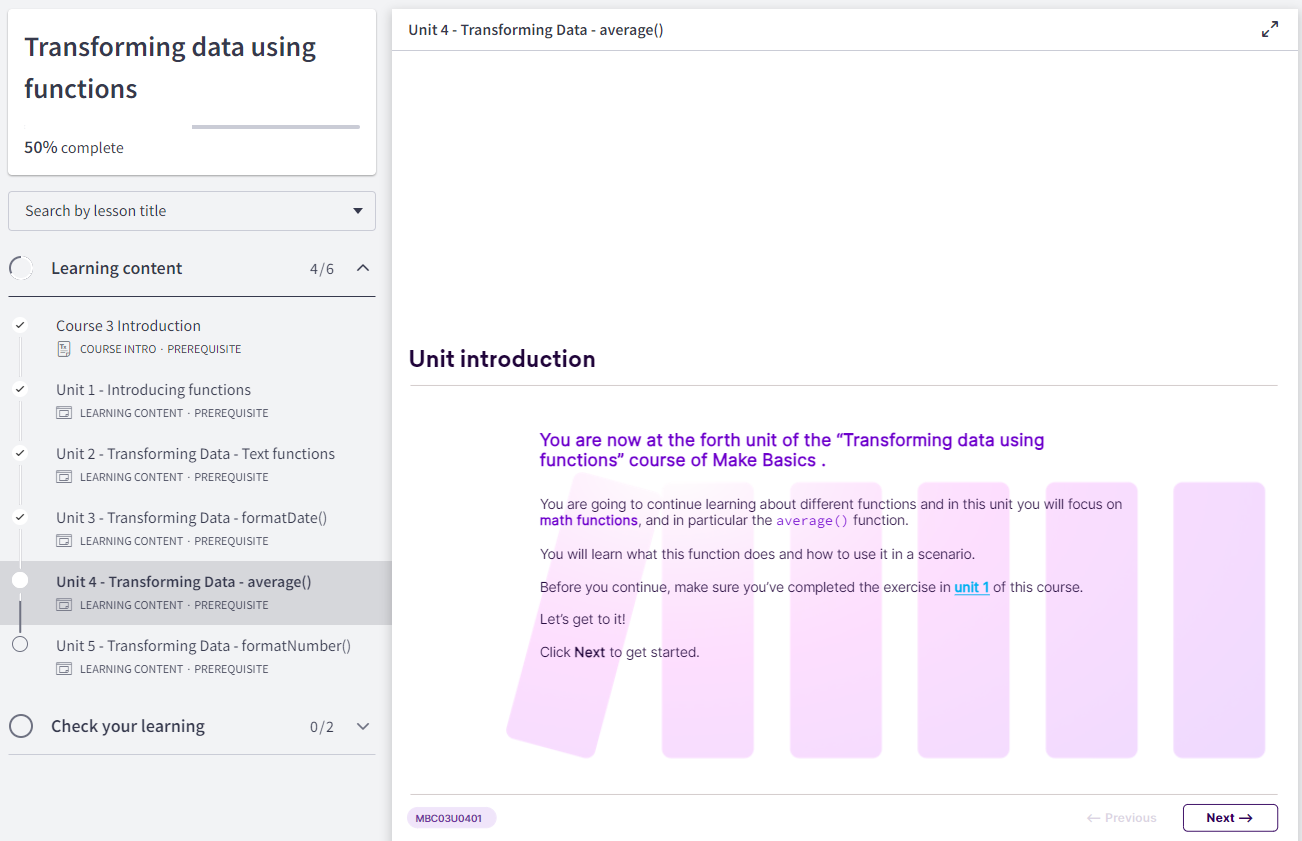 Transforming data using
functions
50% complete
Search by lesson title
Learning content 4/6
Course 3 Introduction
COURSE INTRO · PREREQUISITE
Unit 1 - Introducing functions
LEARNING CONTENT · PREREQUISITE
Unit 2 - Transforming Data - Text functions
LEARNING CONTENT · PREREQUISITE
Unit 3 - Transforming Data - formatDate()
LEARNING CONTENT · PREREQUISITE
Unit 4 - Transforming Data - average()
LEARNING CONTENT · PREREQUISITE
Unit 5 - Transforming Data - formatNumber()
LEARNING CONTENT · PREREQUISITE
Check your learning 0/2
Unit 4 - Transforming Data - average()
Unit introduction
You are now at the forth unit of the “Transforming data using
functions” course of Make Basics .
You are going to continue learning about different functions and in this unit you will focus on
math functions, and in particular the average() function.
You will learn what this function does and how to use it in a scenario.
Before you continue, make sure you’ve completed the exercise in unit 1 of this course.
Let’s get to it!
Click Next to get started.
MBC03U0401
← Previous
Next →